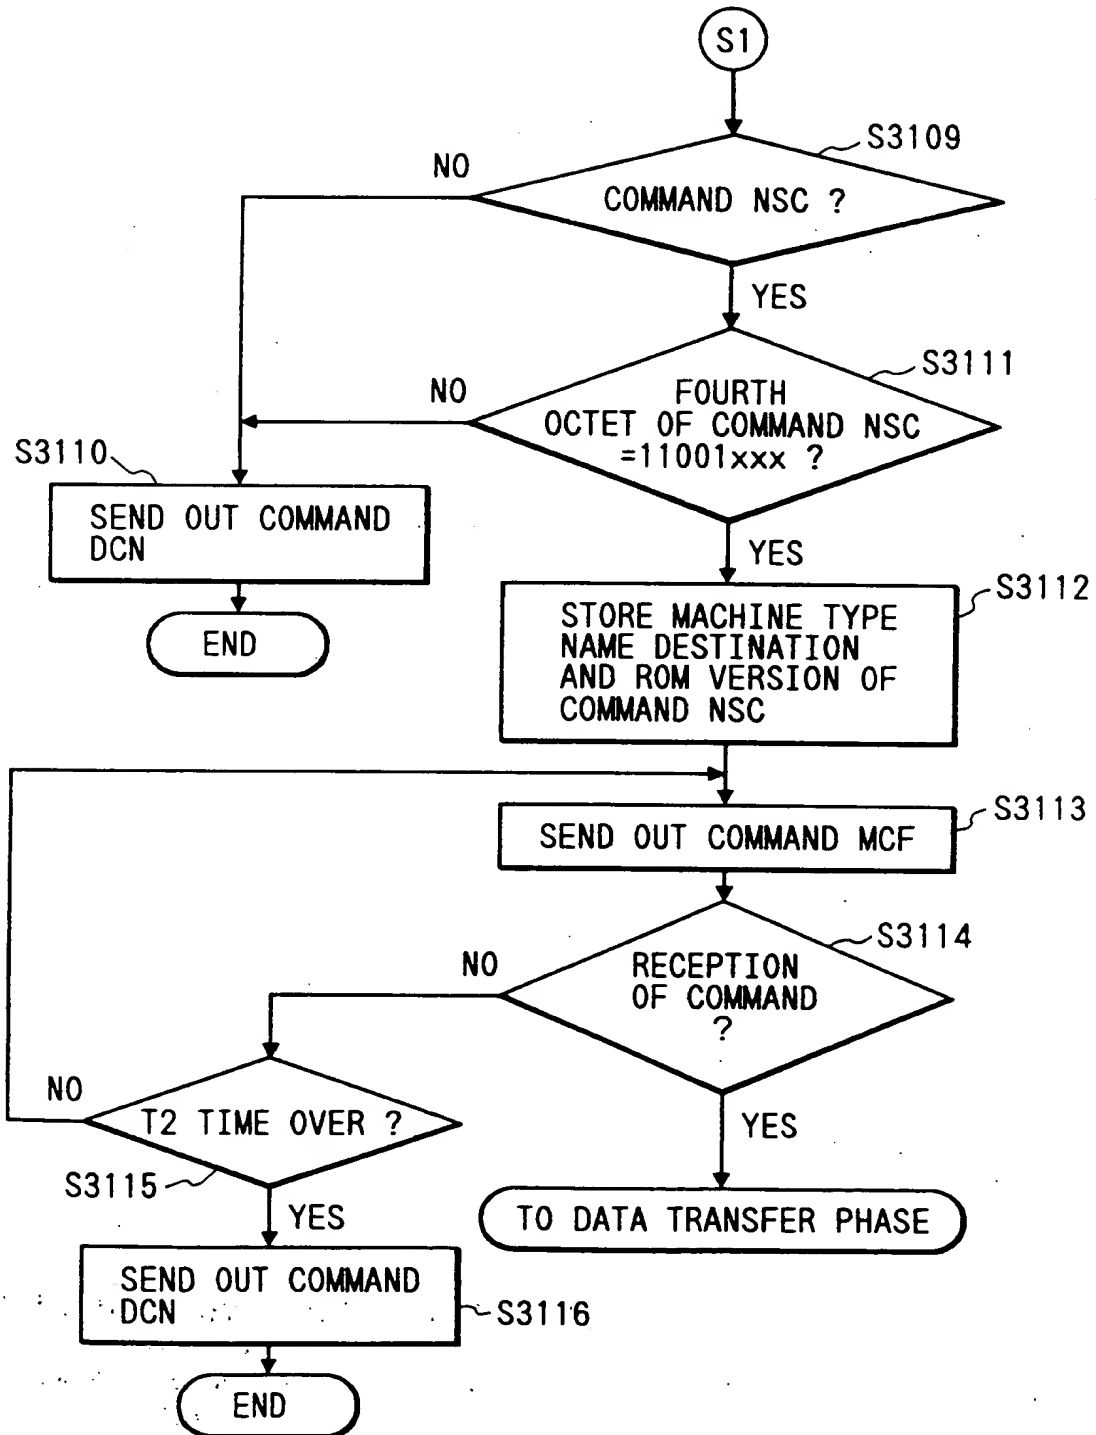 S1
S3109
NO
COMMAND NSC ?
YES
S3111
NO
FOURTH
OCTET OF COMMAND NSC
=11001xxx ?
S3110
SEND OUT COMMAND
DCN
YES
END
S3112
STORE MACHINE TYPE
NAME DESTINATION
AND ROM VERSION OF
COMMAND NSC
S3113
SEND OUT COMMAND MCF
S3114
NO
RECEPTION
OF COMMAND
?
NO
T2 TIME OVER ?
YES
S3115
TO DATA TRANSFER PHASE
YES
SEND OUT COMMAND
DCN
S3116
END